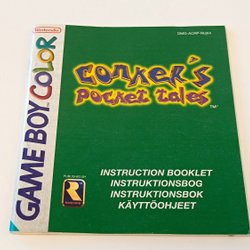 Nintendo
GAME BOY COLOR
conker's
pocket tales
TM
INSTRUCTION BOOKLET
INSTRUKTIONSBOG
INSTRUKTIONSBOK
KÄYTTÖOHJEET